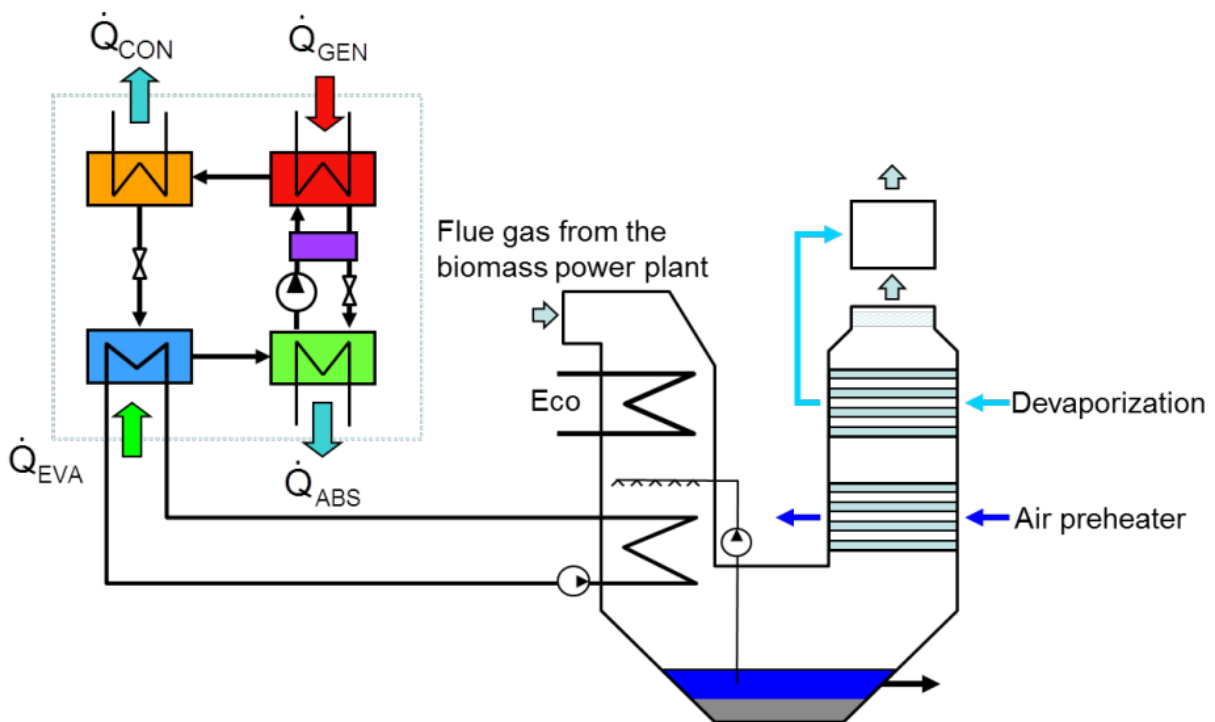 Q̇CON
Q̇GEN
Flue gas from the
biomass power plant
Eco
Devaporization
Q̇EVA
Q̇ABS
Air preheater